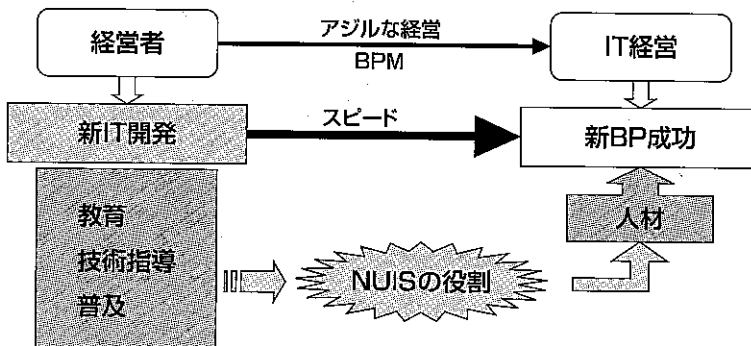 経営者
アジルな経営
BPM
IT経営
新IT開発
スピード
新BP成功
教育
技術指導
普及
NUISの役割
人材